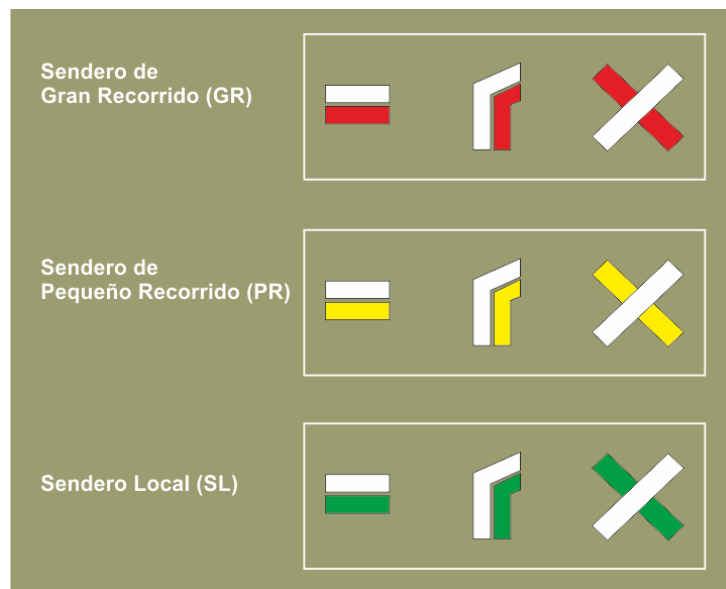 Sendero de
Gran Recorrido (GR)
Sendero de
Pequeño Recorrido (PR)
Sendero Local (SL)